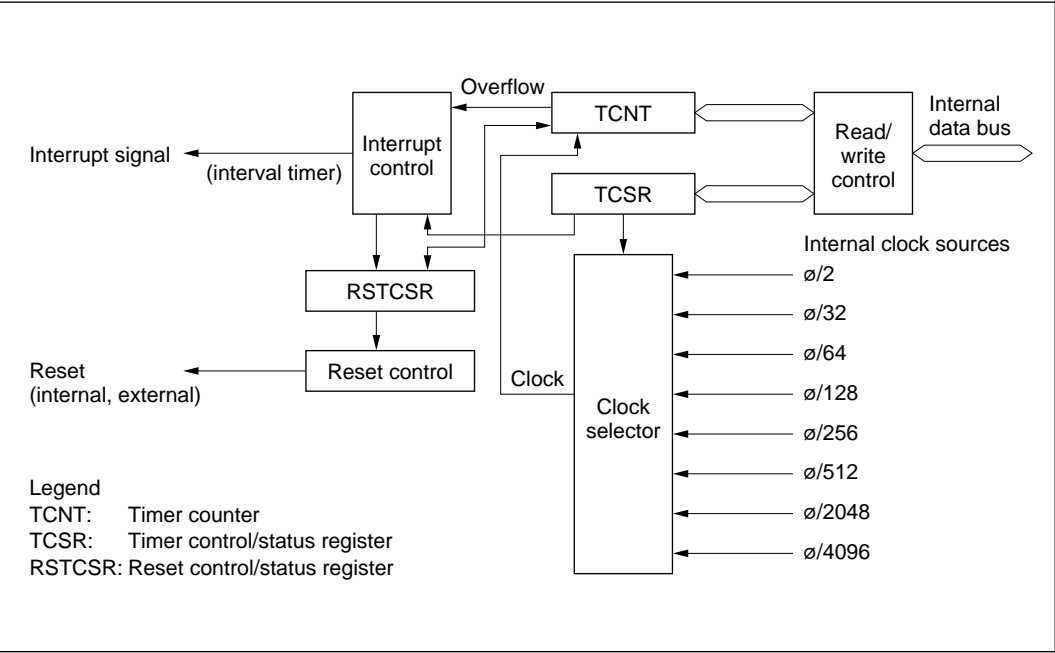 Overflow
TCNT
Internal
data bus
Read/
write
control
Interrupt
control
Interrupt signal
(interval timer)
TCSR
Internal clock sources
RSTCSR
ø/2
ø/32
ø/64
ø/128
ø/256
ø/512
ø/2048
ø/4096
Reset control
Reset
(internal, external)
Clock
Clock
selector
Legend
TCNT: Timer counter
TCSR: Timer control/status register
RSTCSR: Reset control/status register